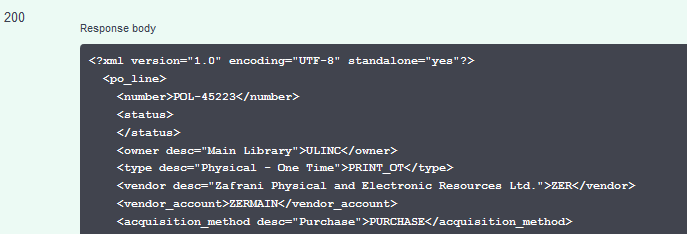 200
Response body
<?xml version="1.0" encoding="UTF-8" standalone="yes"?>
<po_line>
<number>POL-45223</number>
<status>
</status>
<owner desc="Main Library">ULINC</owner>
<type desc="Physical - One Time">PRINT_OT</type>
<vendor desc="Zafrani Physical and Electronic Resources Ltd.">ZER</vendor>
<vendor_account>ZERMAIN</vendor_account>
<acquisition_method desc="Purchase">PURCHASE</acquisition_method>